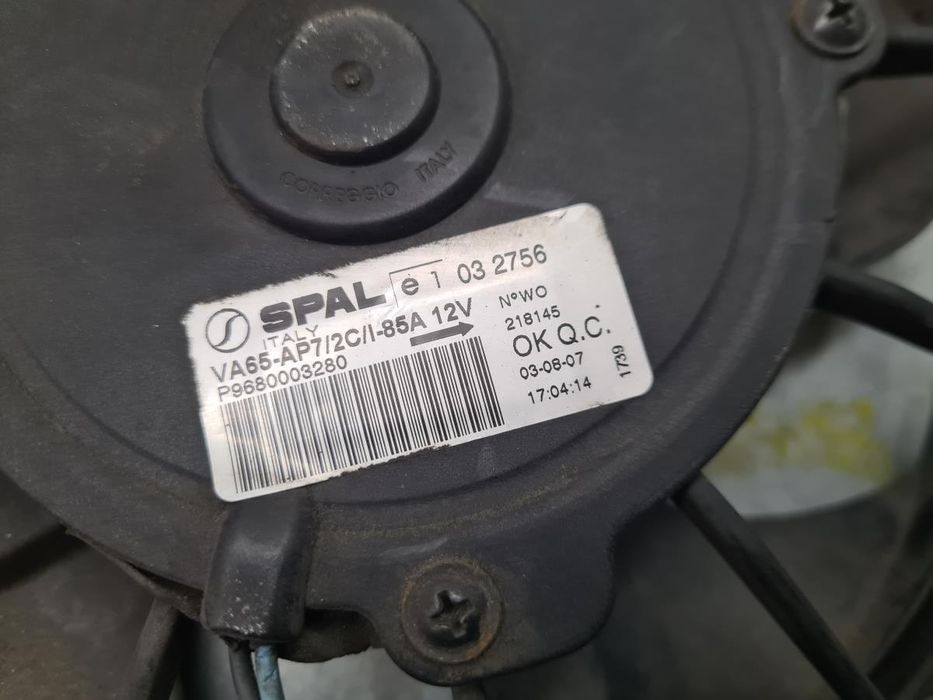 CORREGGIO ITALY
SPAL
ITALY
e 1 03 2756
VA65-AP7/2C/I-85A 12V
P9680003280
N°WO
218145
OK Q.C.
03-08-07
17:04:14
1739